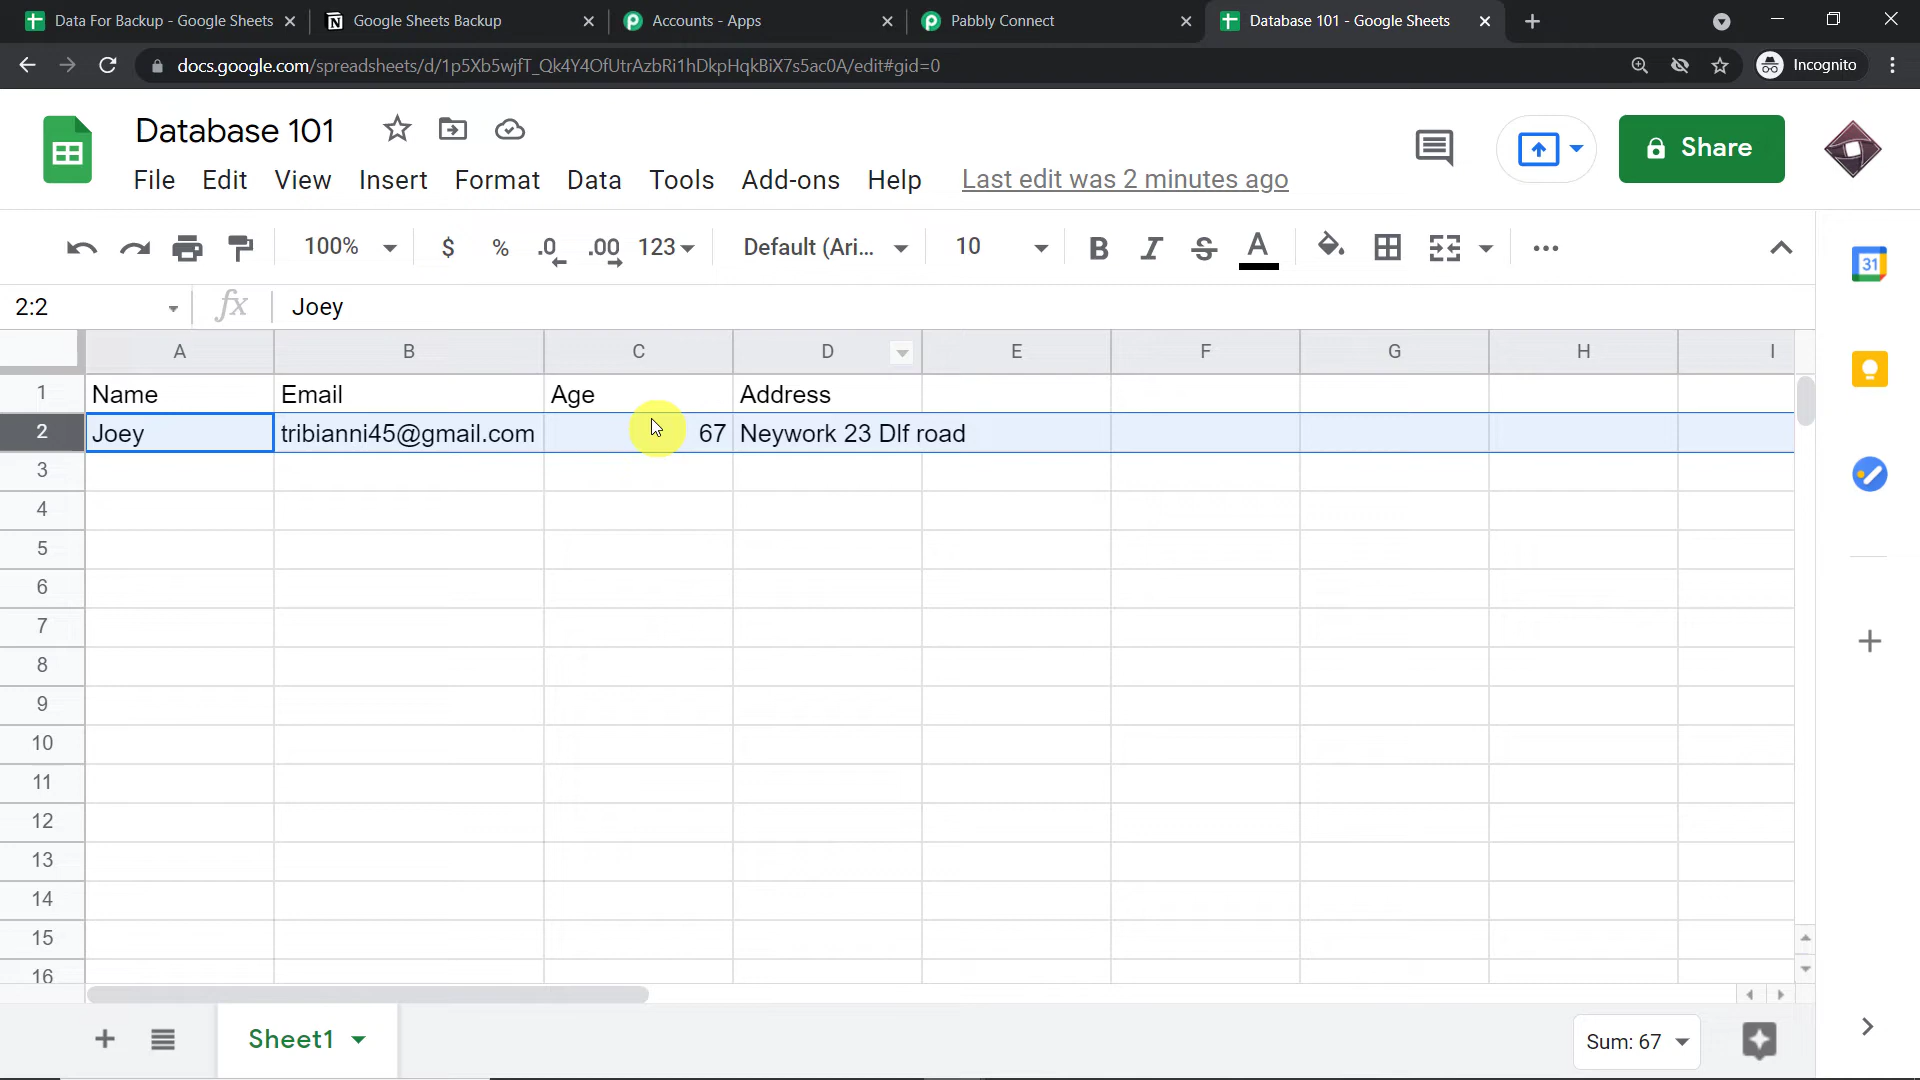 Data For Backup - Google Sheets
Google Sheets Backup
Accounts - Apps
Pabbly Connect
Database 101 - Google Sheets
docs.google.com/spreadsheets/d/1p5Xb5wjfT_Qk4Y4OfUtrAzbRi1hDkpHqkBiX7s5ac0A/edit#gid=0
Incognito
Database 101
File Edit View Insert Format Data Tools Add-ons Help Last edit was 2 minutes ago
Share
100% $ % .0 .00 123 Default (Ari... 10 B I S A
31
2:2 fx Joey
A B C D E F G H I
1 Name Email Age Address
2 Joey tribianni45@gmail.com 67 Neywork 23 Dlf road
3
4
5
6
7
8
9
10
11
12
13
14
15
16
Sheet1
Sum: 67